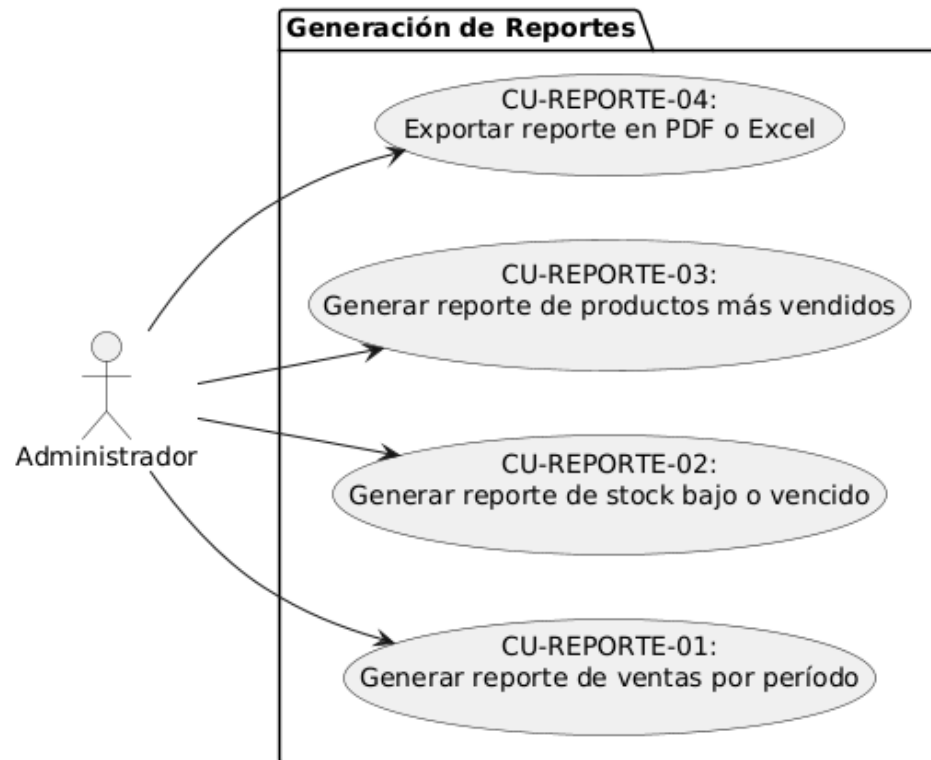 Generación de Reportes
CU-REPORTE-04:
Exportar reporte en PDF o Excel
CU-REPORTE-03:
Generar reporte de productos más vendidos
Administrador
CU-REPORTE-02:
Generar reporte de stock bajo o vencido
CU-REPORTE-01:
Generar reporte de ventas por período